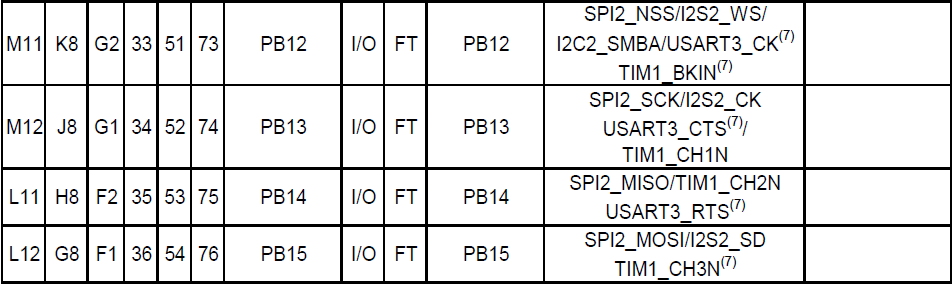 M11 K8 G2 33 51 73 PB12 I/O FT PB12 SPI2_NSS/I2S2_WS/
I2C2_SMBA/USART3_CK(7)
TIM1_BKIN(7)
M12 J8 G1 34 52 74 PB13 I/O FT PB13 SPI2_SCK/I2S2_CK
USART3_CTS(7)/
TIM1_CH1N
L11 H8 F2 35 53 75 PB14 I/O FT PB14 SPI2_MISO/TIM1_CH2N
USART3_RTS(7)
L12 G8 F1 36 54 76 PB15 I/O FT PB15 SPI2_MOSI/I2S2_SD
TIM1_CH3N(7)